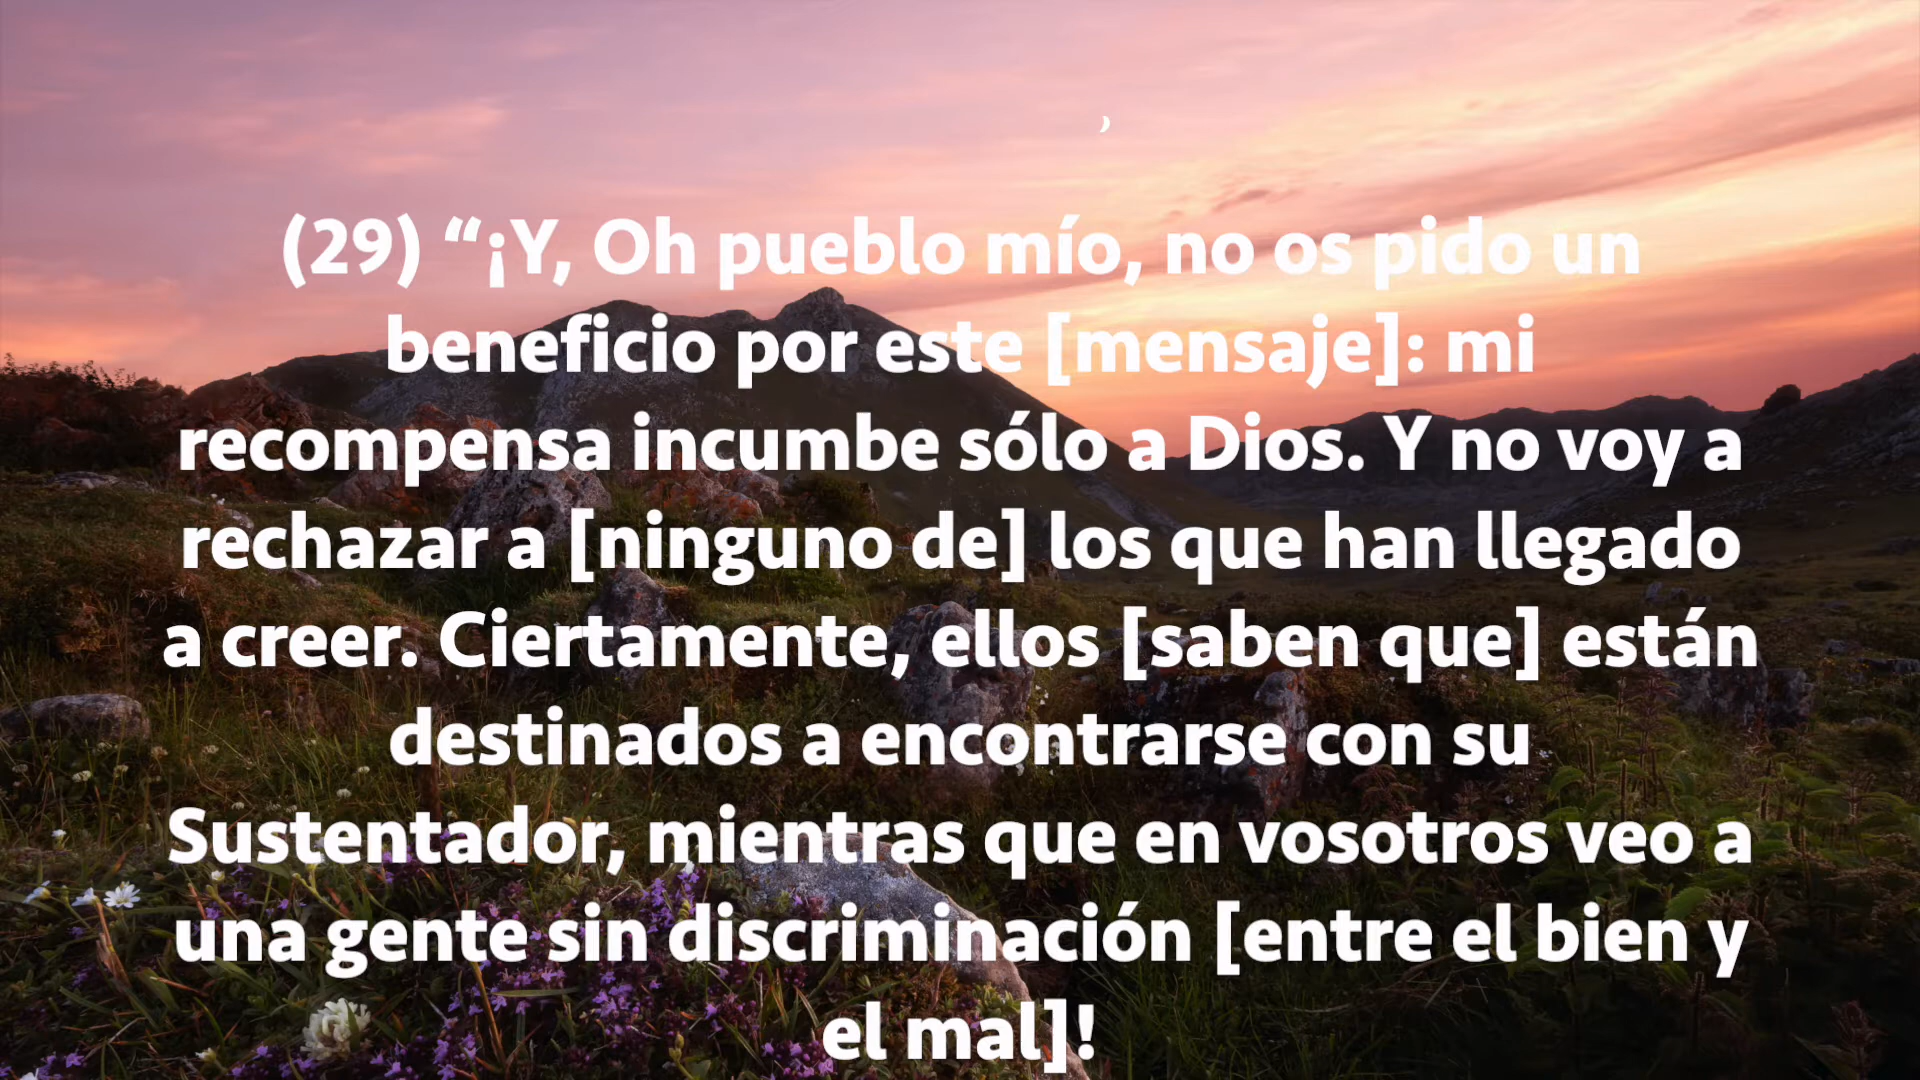 (29) “¡Y, Oh pueblo mío, no os pido un
beneficio por este [mensaje]: mi
recompensa incumbe sólo a Dios. Y no voy a
rechazar a [ninguno de] los que han llegado
a creer. Ciertamente, ellos [saben que] están
destinados a encontrarse con su
Sustentador, mientras que en vosotros veo a
una gente sin discriminación [entre el bien y
el mal]!